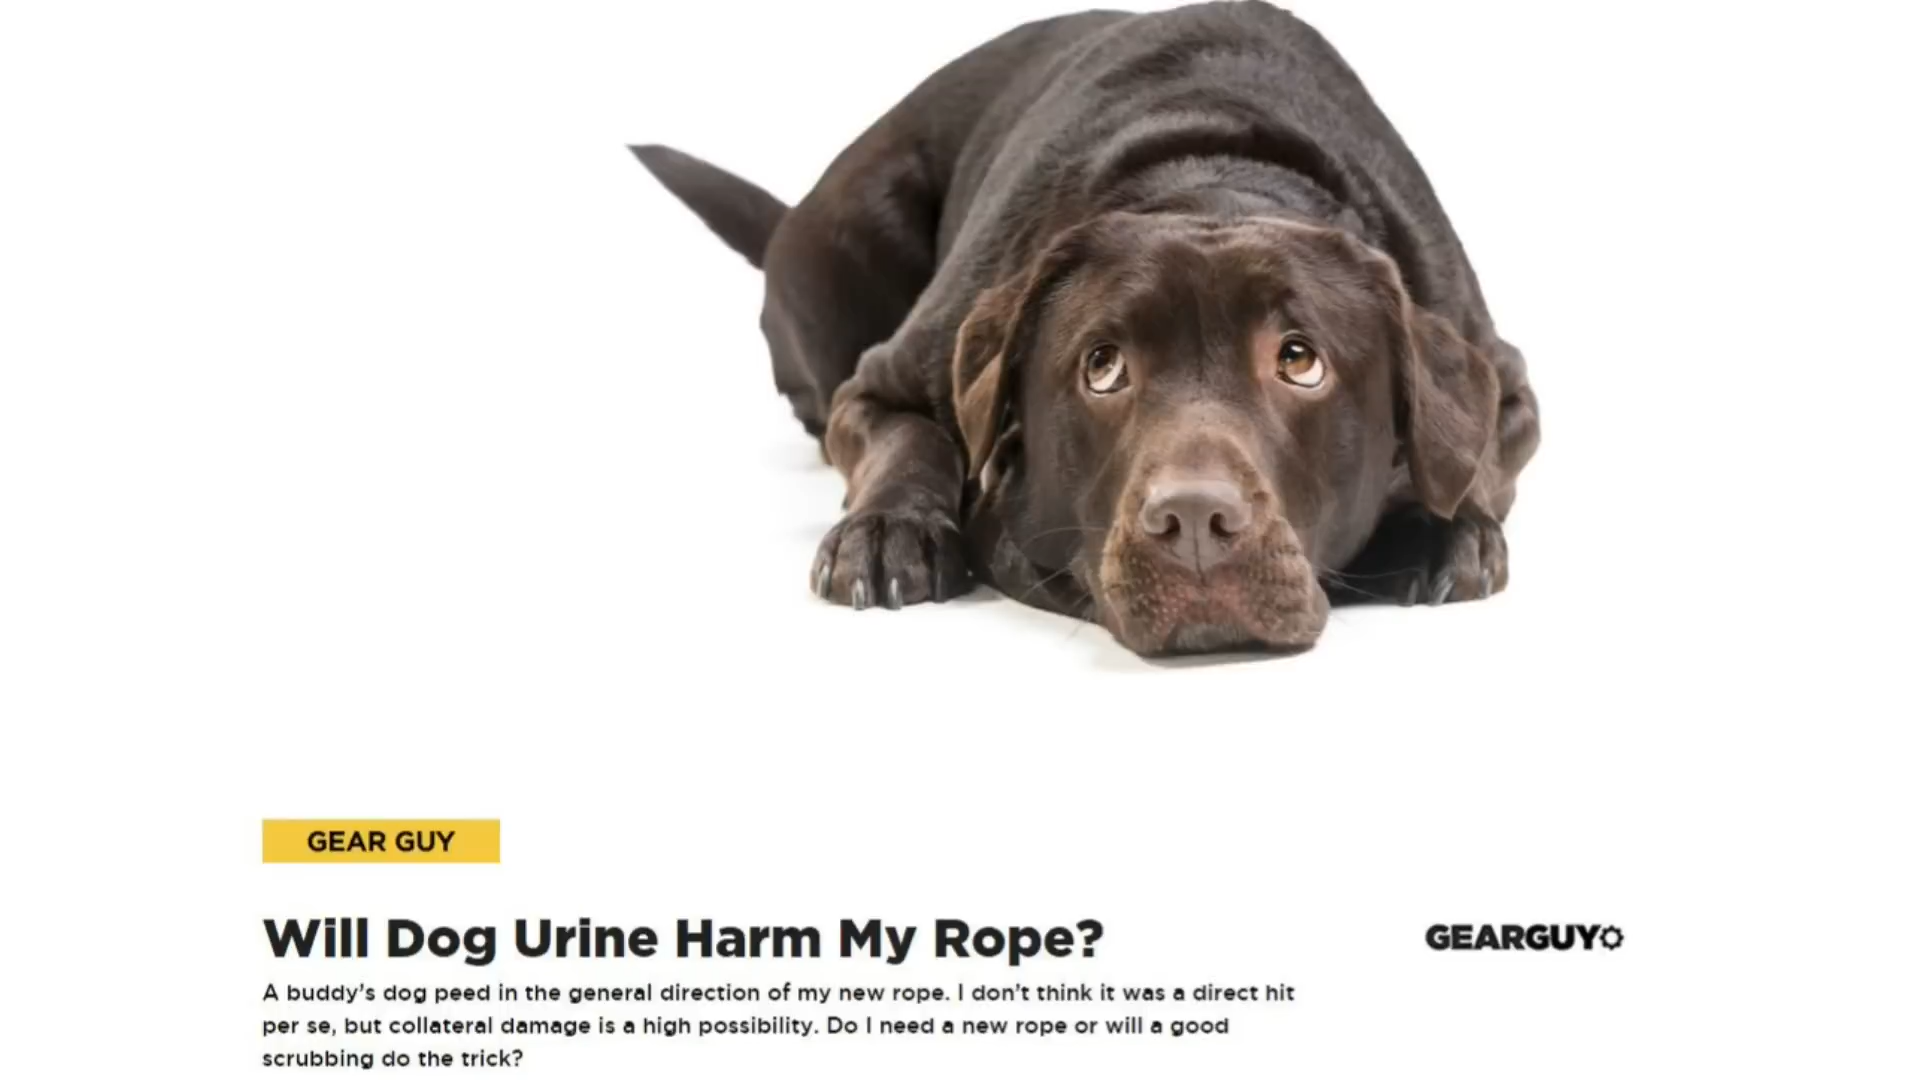 GEAR GUY
Will Dog Urine Harm My Rope?
GEARGUY
A buddy’s dog peed in the general direction of my new rope. I don’t think it was a direct hit
per se, but collateral damage is a high possibility. Do I need a new rope or will a good
scrubbing do the trick?